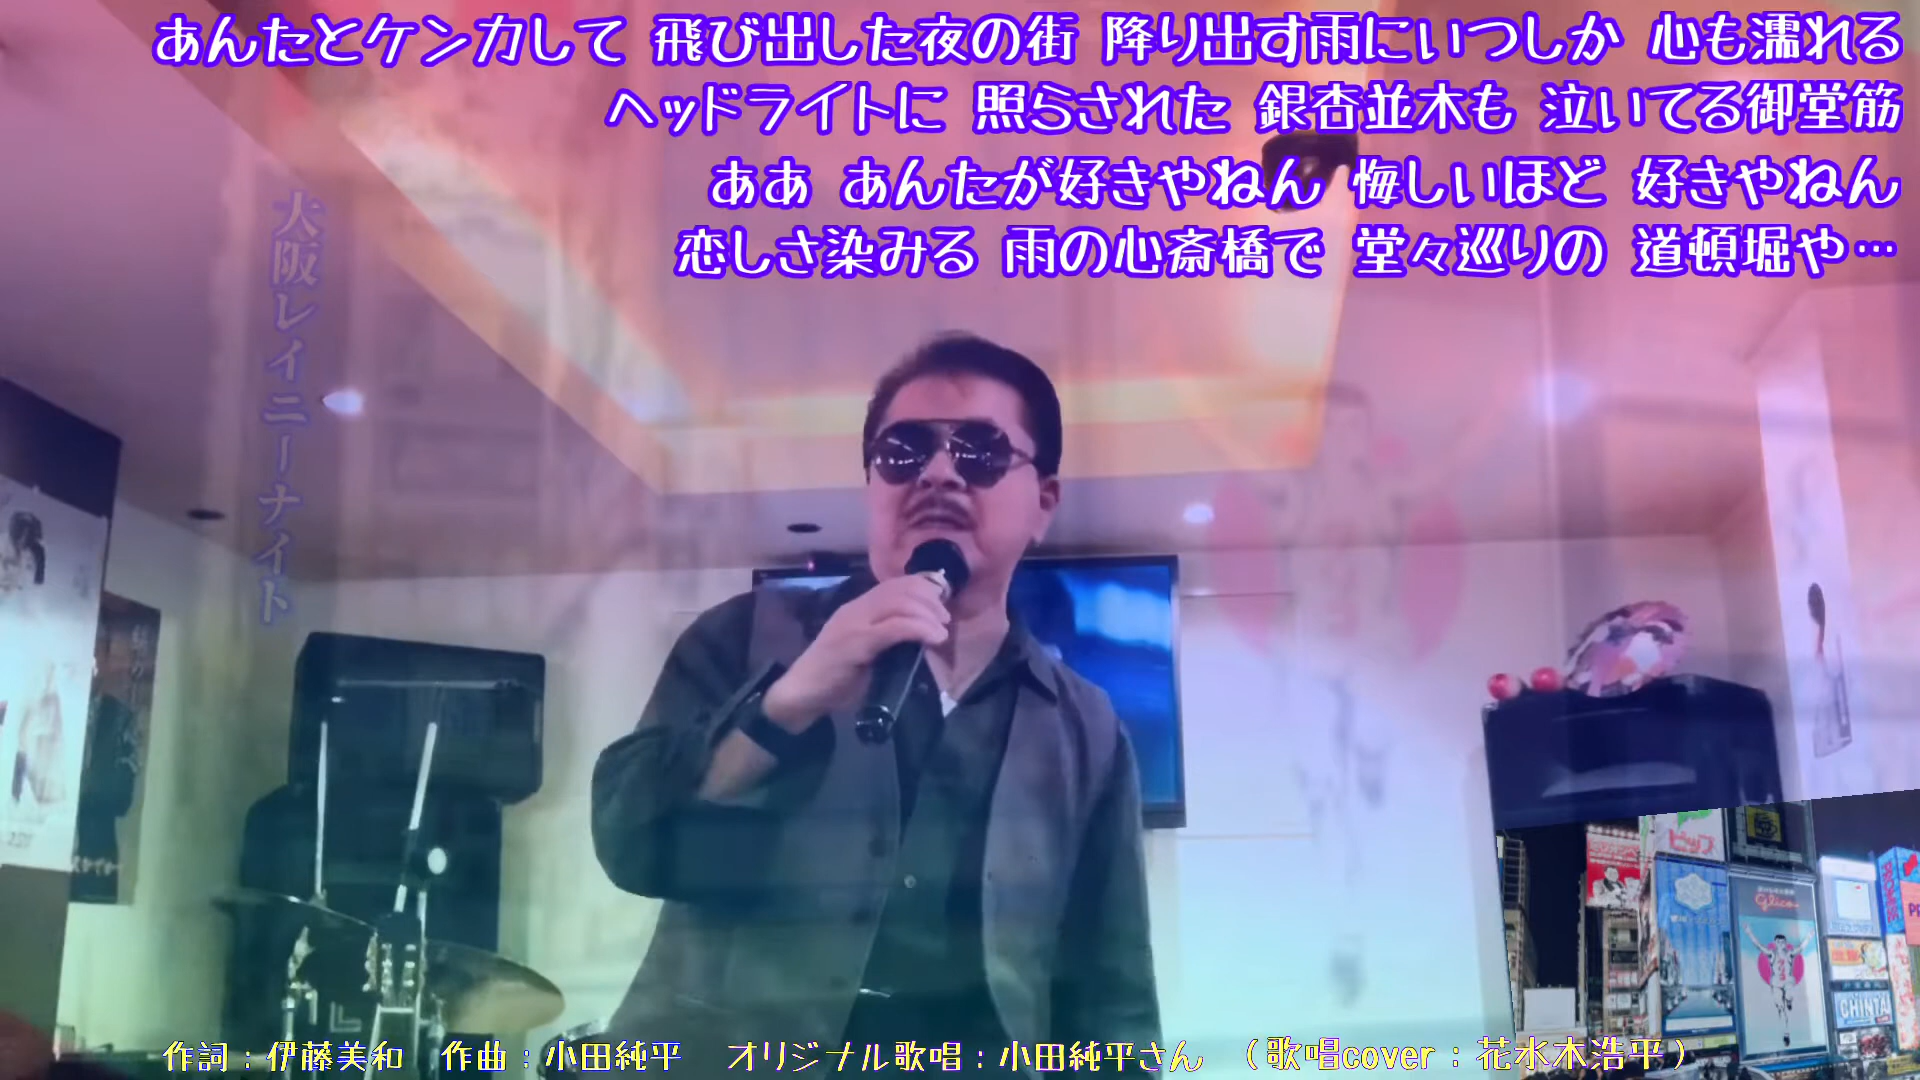 あんたとケンカして 飛び出した夜の街 降り出す雨にいつしか 心も濡れる
ヘッドライトに 照らされた 銀杏並木も 泣いてる御堂筋
ああ あんたが好きやねん 悔しいほど 好きやねん
恋しさ染みる 雨の心斎橋で 堂々巡りの 道頓堀や…
大阪レイニーナイト
glico
グリコ
CHINTAI
作詞：伊藤美和 作曲：小田純平 オリジナル歌唱：小田純平さん （歌唱cover：花水木浩平）